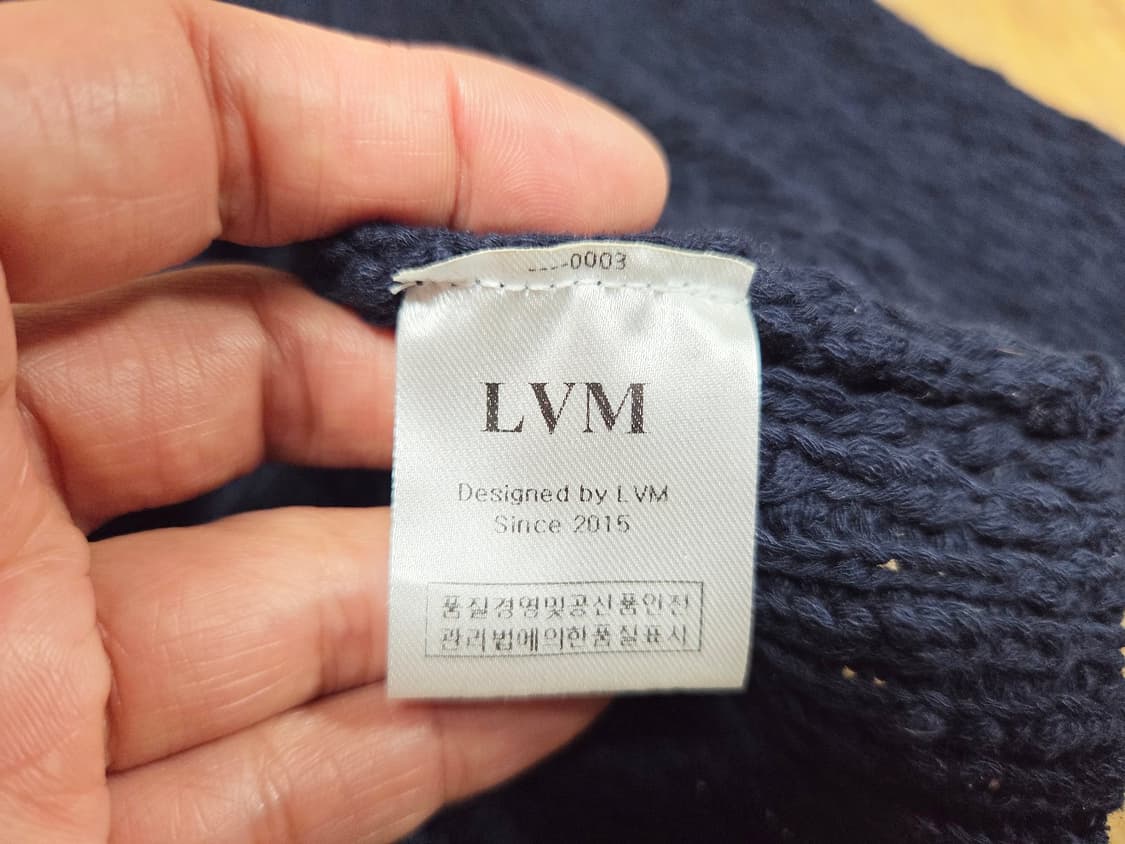 ----0003
LVM
Designed by LVM
Since 2015
품질경영및공산품안전
관리법에의한품질표시